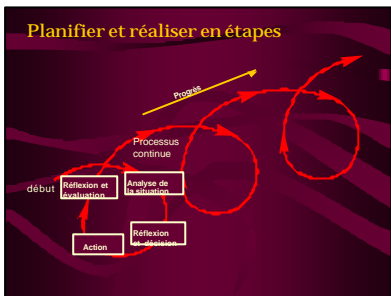 Planifier et réaliser en étapes
Progrès
Processus
continue
début
Réflexion et
évaluation
Analyse de
la situation
Action
Réflexion
et décision